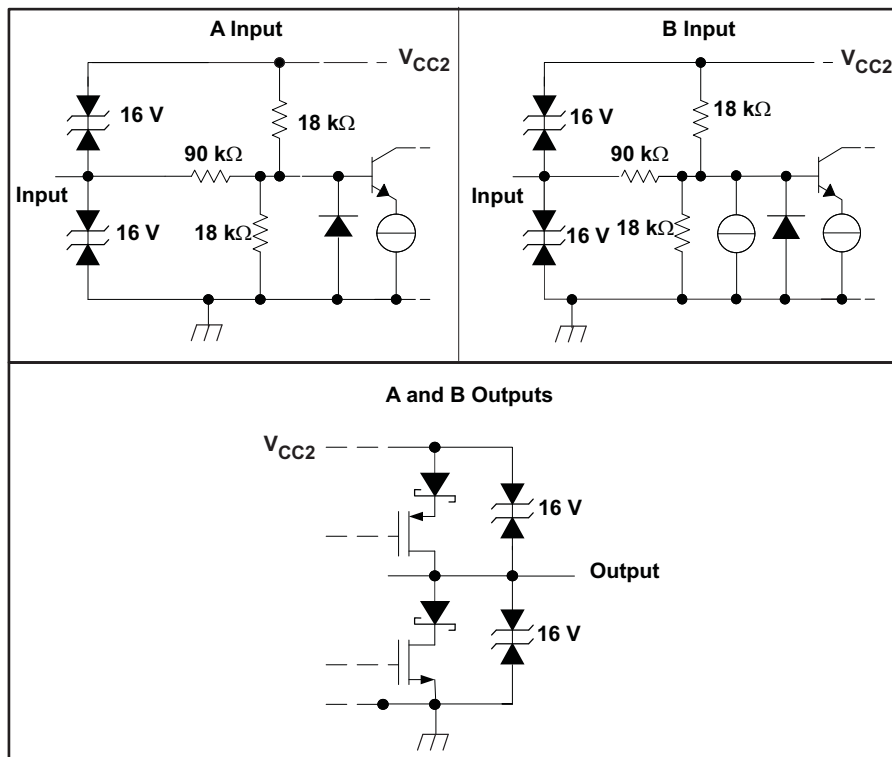 A Input
V_CC2
16 V
18 kΩ
90 kΩ
Input
16 V
18 kΩ
B Input
V_CC2
16 V
18 kΩ
90 kΩ
Input
16 V
18 kΩ
A and B Outputs
V_CC2
16 V
Output
16 V